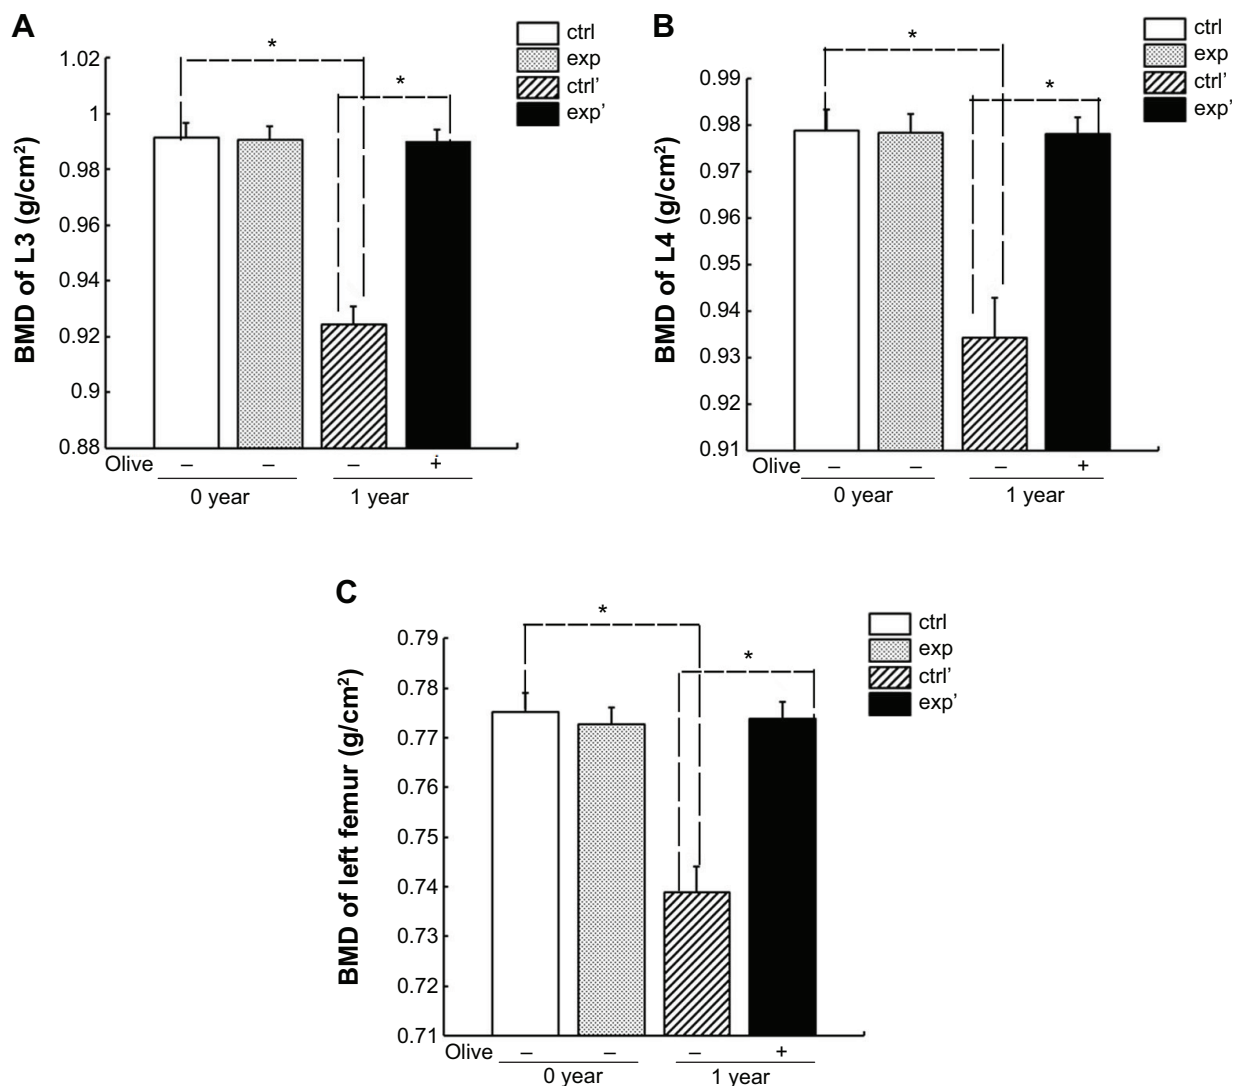 A
ctrl
exp
ctrl’
exp’
*
*
1.02
1
0.98
0.96
0.94
0.92
0.9
0.88
BMD of L3 (g/cm²)
Olive – – – +
0 year 1 year
B
ctrl
exp
ctrl’
exp’
*
*
0.99
0.98
0.97
0.96
0.95
0.94
0.93
0.92
0.91
BMD of L4 (g/cm²)
Olive – – – +
0 year 1 year
C
ctrl
exp
ctrl’
exp’
*
*
0.79
0.78
0.77
0.76
0.75
0.74
0.73
0.72
0.71
BMD of left femur (g/cm²)
Olive – – – +
0 year 1 year